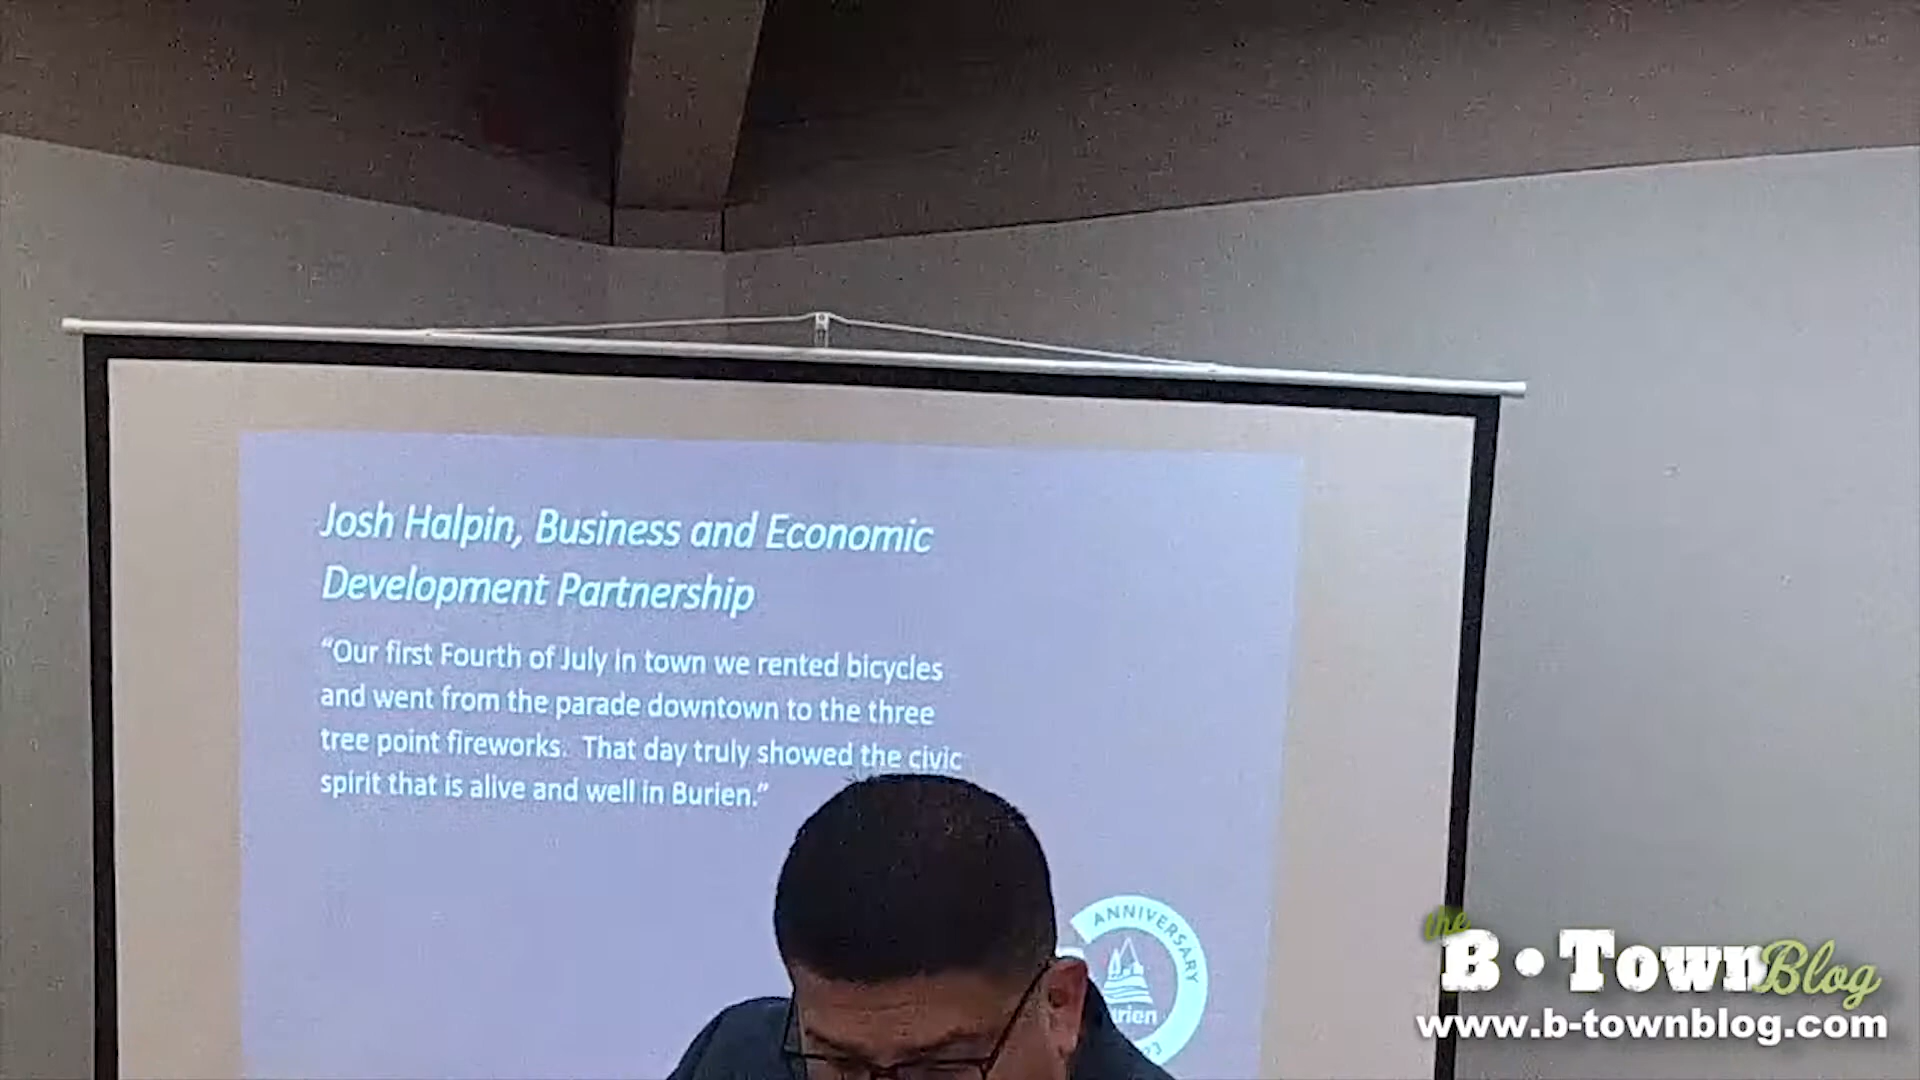 Josh Halpin, Business and Economic
Development Partnership
“Our first Fourth of July in town we rented bicycles
and went from the parade downtown to the three
tree point fireworks.  That day truly showed the civic
spirit that is alive and well in Burien.”
ANNIVERSARY
the
B•Town Blog
www.b-townblog.com